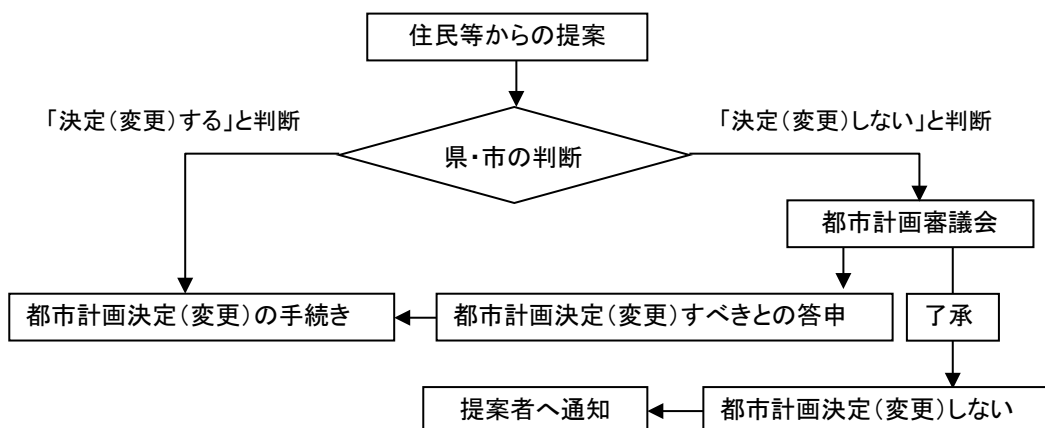 住民等からの提案
「決定(変更)する」と判断
「決定(変更)しない」と判断
県・市の判断
都市計画審議会
都市計画決定(変更)の手続き
都市計画決定(変更)すべきとの答申
了承
提案者へ通知
都市計画決定(変更)しない